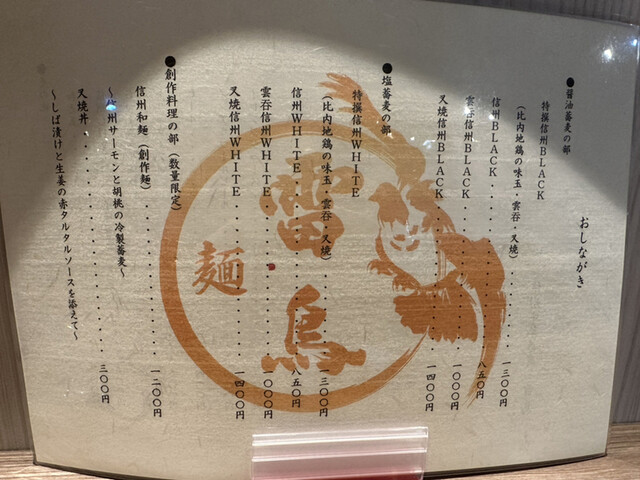 おしながき
●醤油蕎麦の部
特撰信州BLACK
（比内地鶏の味玉・雲呑・叉焼）・・・・・・・・一三〇〇円
信州BLACK・・・・・・・・・・八五〇円
雲呑信州BLACK・・・・・・・・・・一〇〇〇円
叉焼信州BLACK・・・・・・・・・・一四〇〇円
●塩蕎麦の部
特撰信州WHITE
（比内地鶏の味玉・雲呑・叉焼）・・・・・・・・一三〇〇円
信州WHITE・・・・・・・・・・八五〇円
雲呑信州WHITE・・・・・・・・・・一〇〇〇円
叉焼信州WHITE・・・・・・・・・・一四〇〇円
●創作料理の部（数量限定）
信州和麺（創作麺）・・・・・・・・・・一二〇〇円
〜信州サーモンと胡桃の冷製蕎麦〜
叉焼丼・・・・・・・・・・三〇〇円
〜しば漬けと生姜の赤タルタルソースを添えて〜
麺
雷鳥